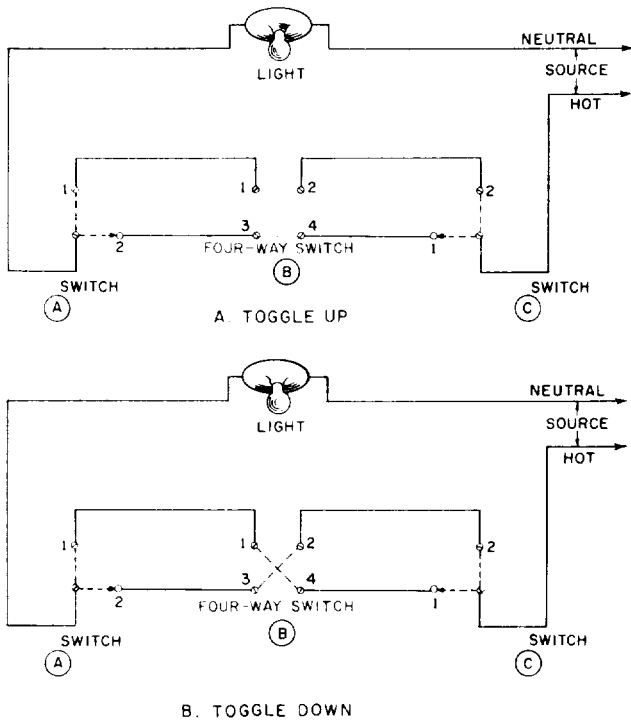 NEUTRAL
LIGHT
SOURCE
HOT
1
1
2
2
2
3
4
1
FOUR-WAY SWITCH
SWITCH
B
SWITCH
A
C
A. TOGGLE UP
NEUTRAL
LIGHT
SOURCE
HOT
1
1
2
2
2
3
4
1
FOUR-WAY SWITCH
SWITCH
B
SWITCH
A
C
B. TOGGLE DOWN